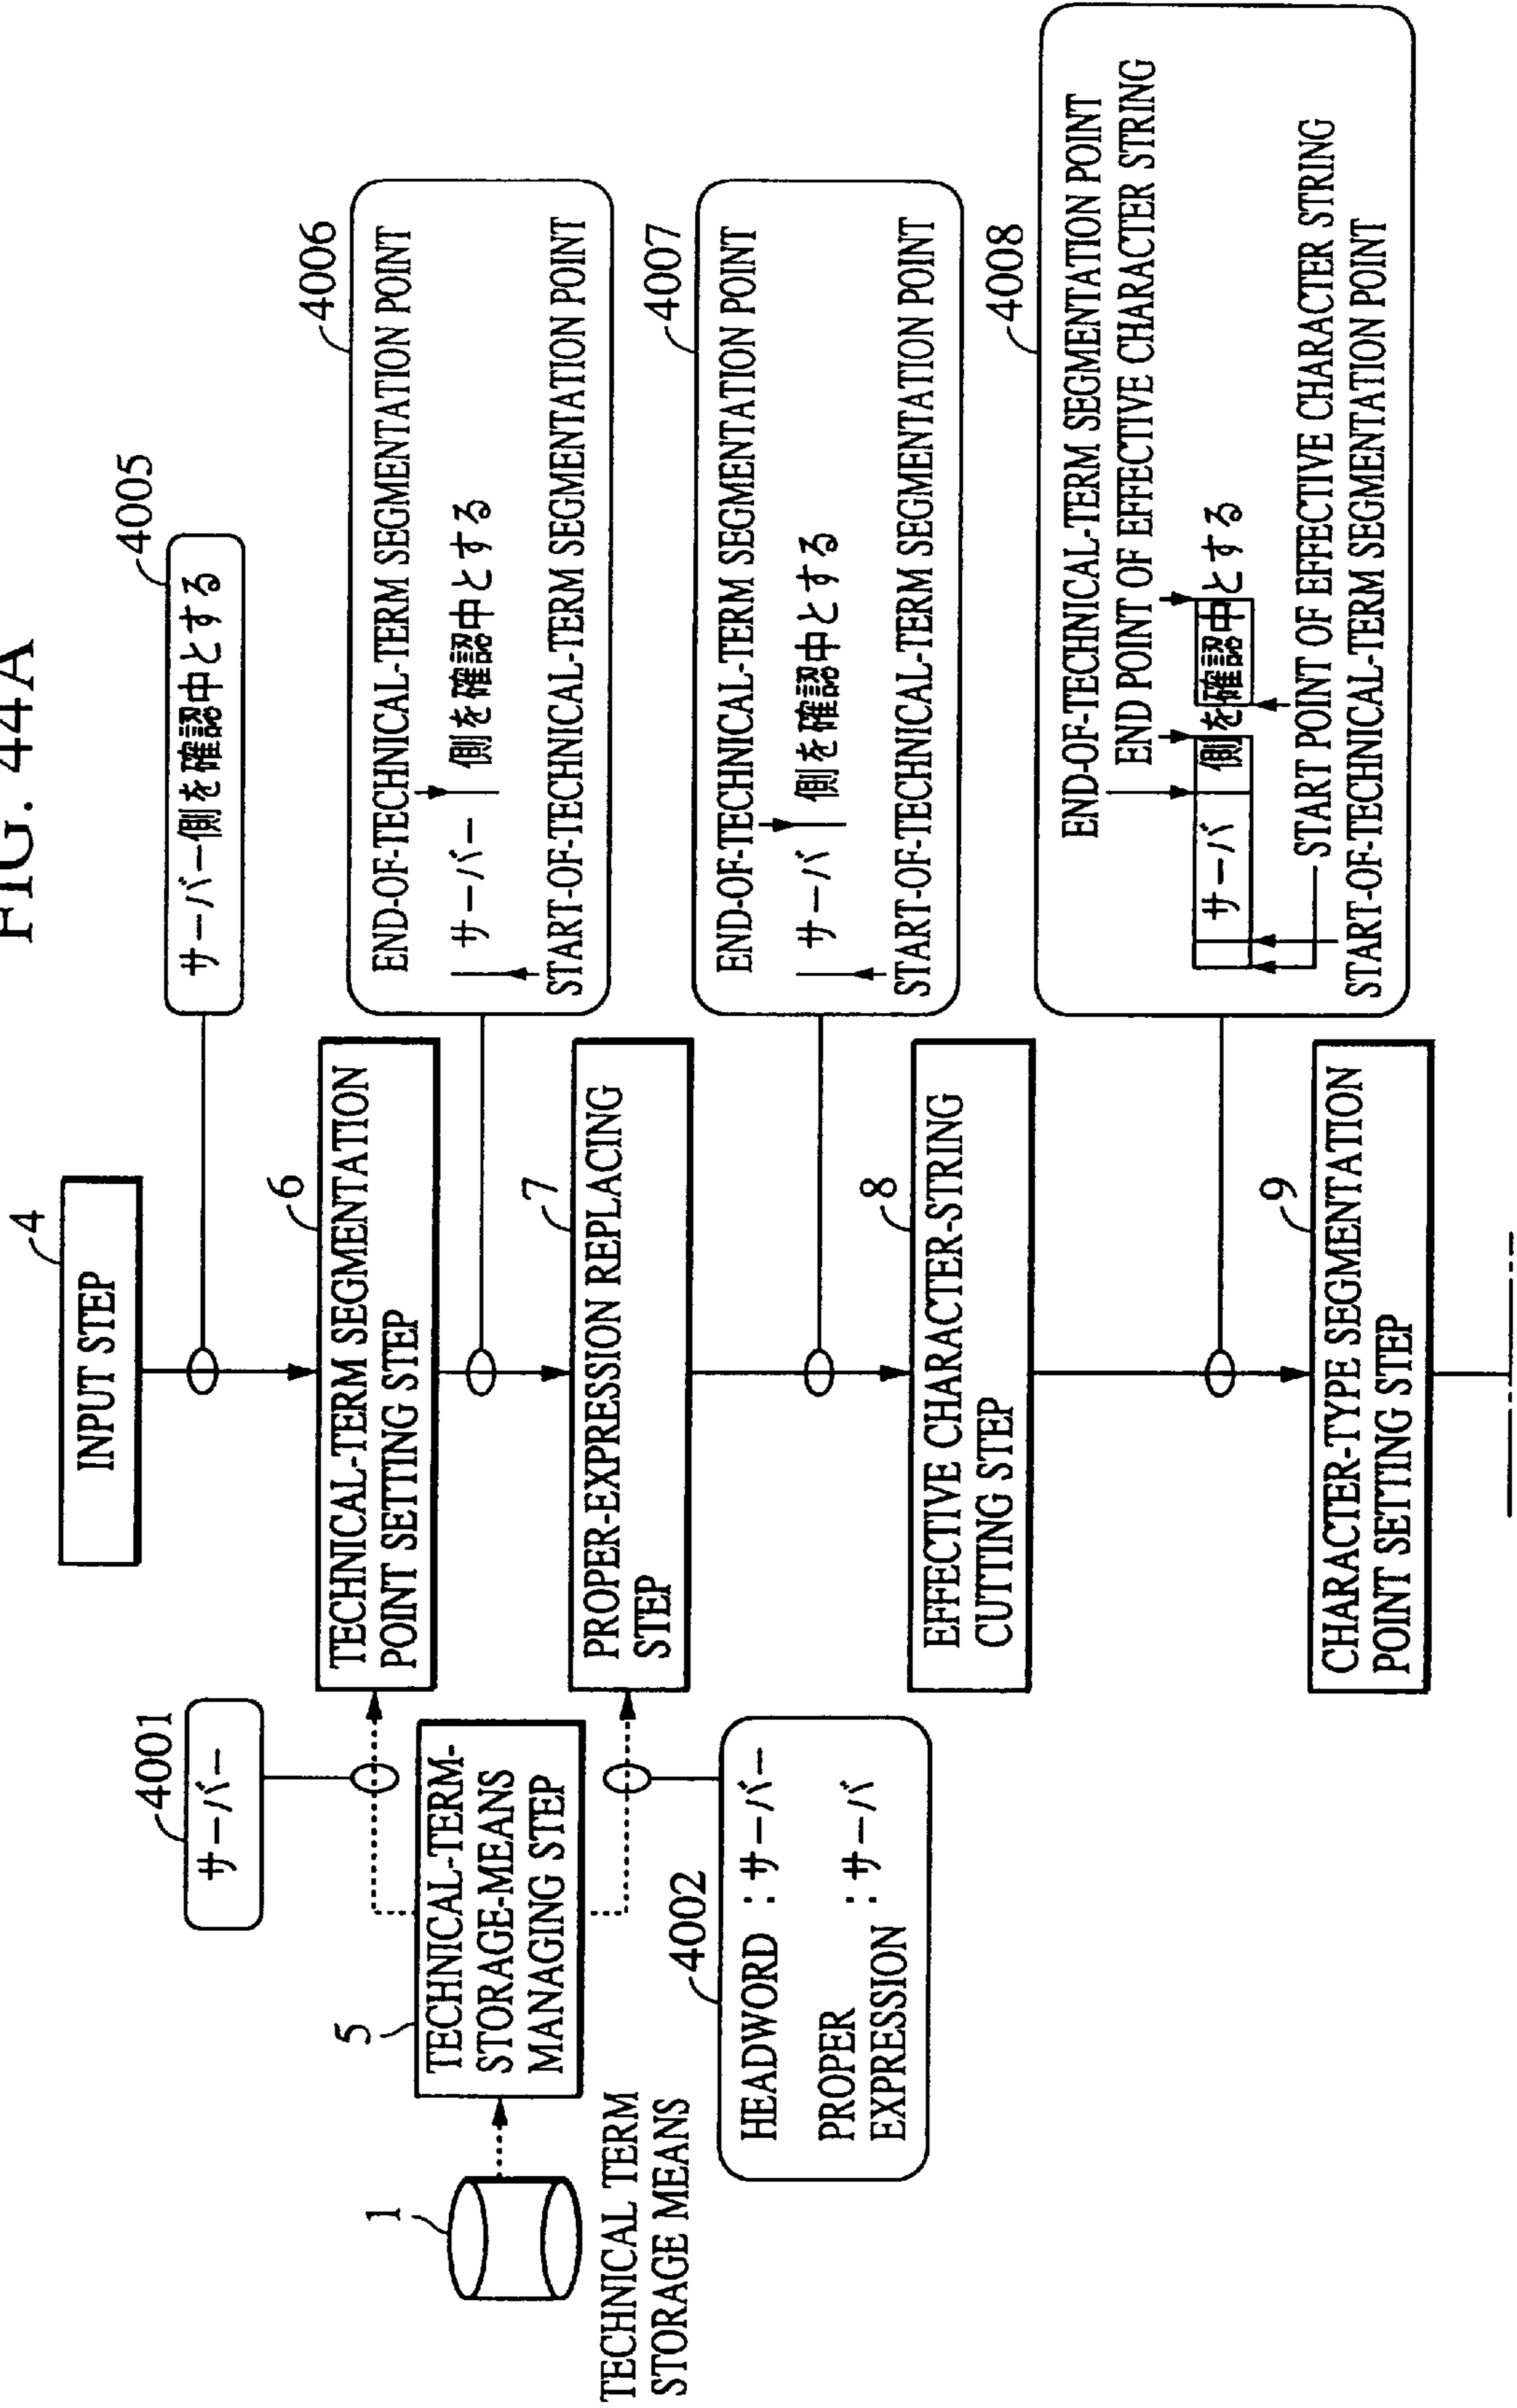 FIG. 44A
4
INPUT STEP
4005
サーバー側を確認中とする
4001
サーバー
6
TECHNICAL-TERM SEGMENTATION
POINT SETTING STEP
4006
END-OF-TECHNICAL-TERM SEGMENTATION POINT
サーバー 側を確認中とする
START-OF-TECHNICAL-TERM SEGMENTATION POINT
1
TECHNICAL TERM
STORAGE MEANS
5
TECHNICAL-TERM-
STORAGE-MEANS
MANAGING STEP
7
PROPER-EXPRESSION REPLACING
STEP
4002
HEADWORD :サーバー
PROPER
EXPRESSION :サーバ
4007
END-OF-TECHNICAL-TERM SEGMENTATION POINT
サーバ 側を確認中とする
START-OF-TECHNICAL-TERM SEGMENTATION POINT
8
EFFECTIVE CHARACTER-STRING
CUTTING STEP
4008
END-OF-TECHNICAL-TERM SEGMENTATION POINT
END POINT OF EFFECTIVE CHARACTER STRING
サーバ 側を確認中とする
START POINT OF EFFECTIVE CHARACTER STRING
START-OF-TECHNICAL-TERM SEGMENTATION POINT
9
CHARACTER-TYPE SEGMENTATION
POINT SETTING STEP